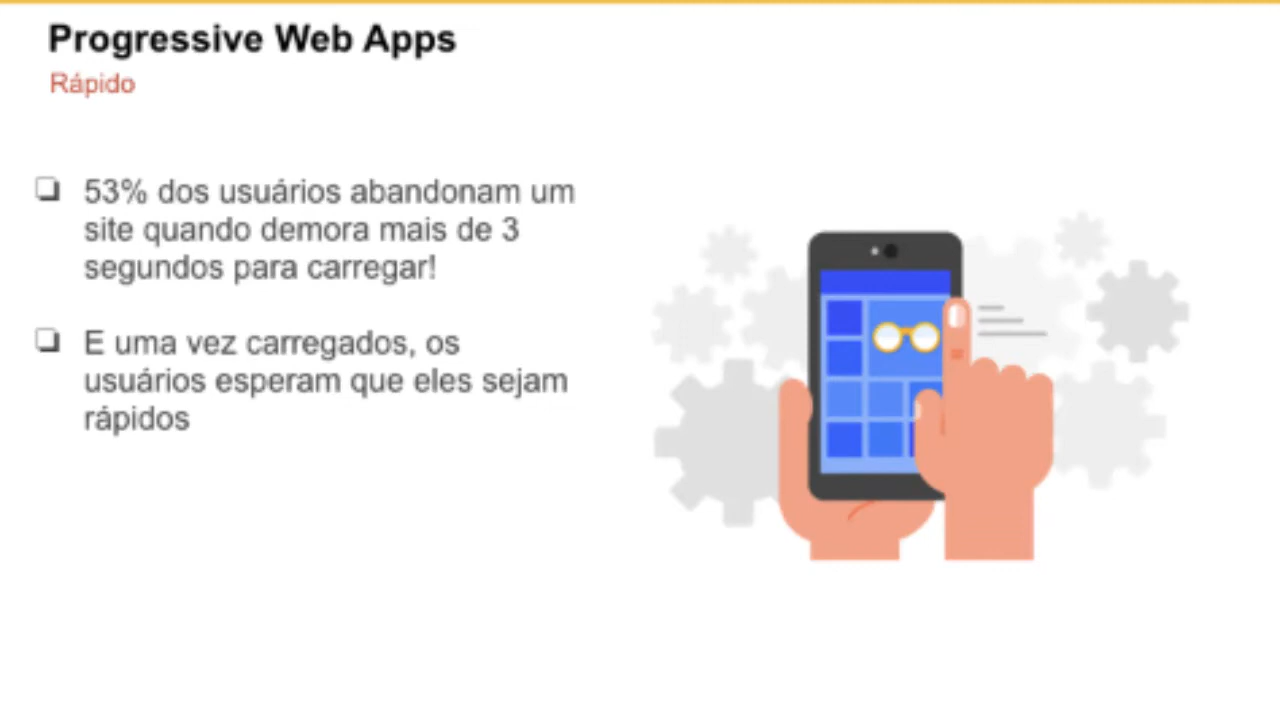 Progressive Web Apps
Rápido
53% dos usuários abandonam um
site quando demora mais de 3
segundos para carregar!
E uma vez carregados, os
usuários esperam que eles sejam
rápidos